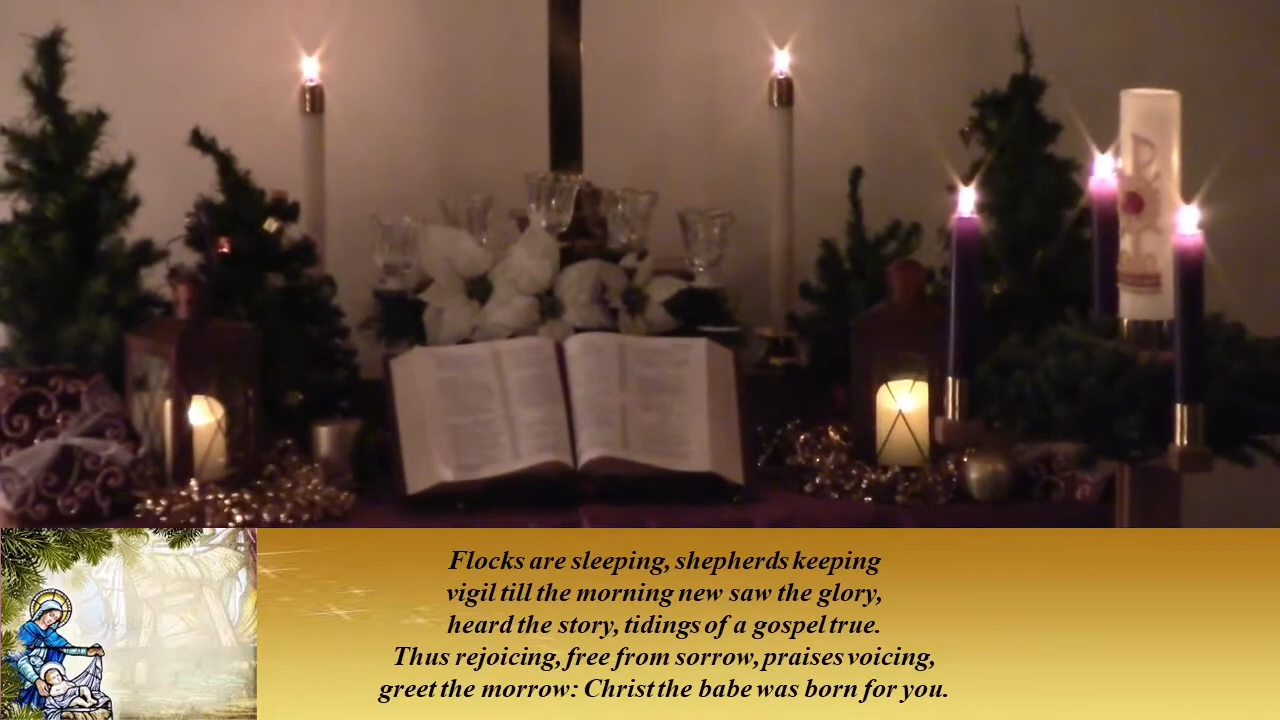 Flocks are sleeping, shepherds keeping
vigil till the morning new saw the glory,
heard the story, tidings of a gospel true.
Thus rejoicing, free from sorrow, praises voicing,
greet the morrow: Christ the babe was born for you.